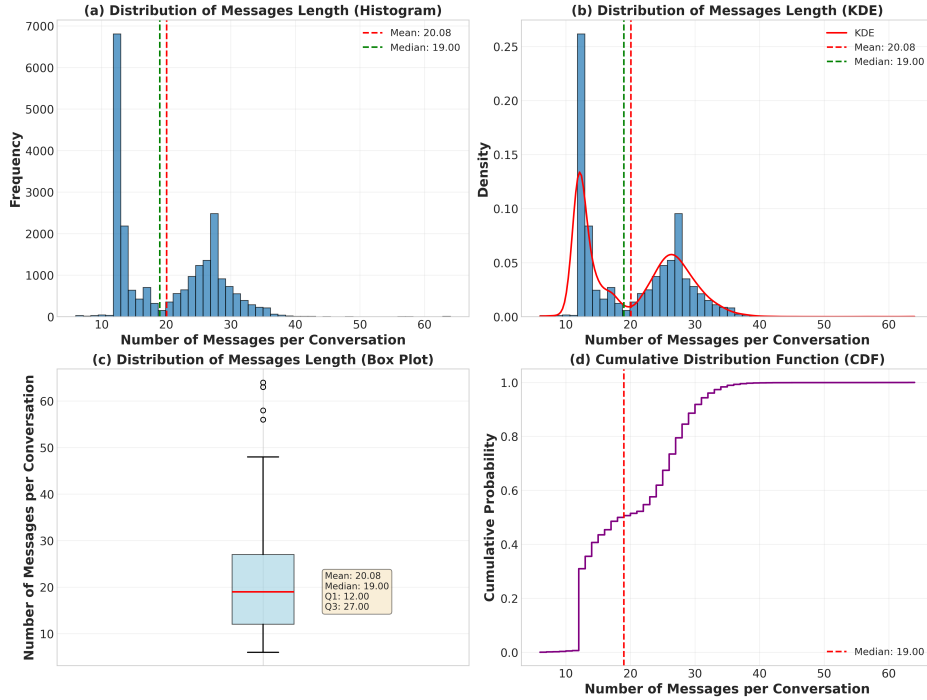 (a) Distribution of Messages Length (Histogram)
Mean: 20.08
Median: 19.00
Frequency
7000
6000
5000
4000
3000
2000
1000
0
10 20 30 40 50 60
Number of Messages per Conversation
(b) Distribution of Messages Length (KDE)
KDE
Mean: 20.08
Median: 19.00
Density
0.25
0.20
0.15
0.10
0.05
0.00
10 20 30 40 50 60
Number of Messages per Conversation
(c) Distribution of Messages Length (Box Plot)
Number of Messages per Conversation
60
50
40
30
20
10
Mean: 20.08
Median: 19.00
Q1: 12.00
Q3: 27.00
(d) Cumulative Distribution Function (CDF)
Cumulative Probability
1.0
0.8
0.6
0.4
0.2
0.0
Median: 19.00
10 20 30 40 50 60
Number of Messages per Conversation